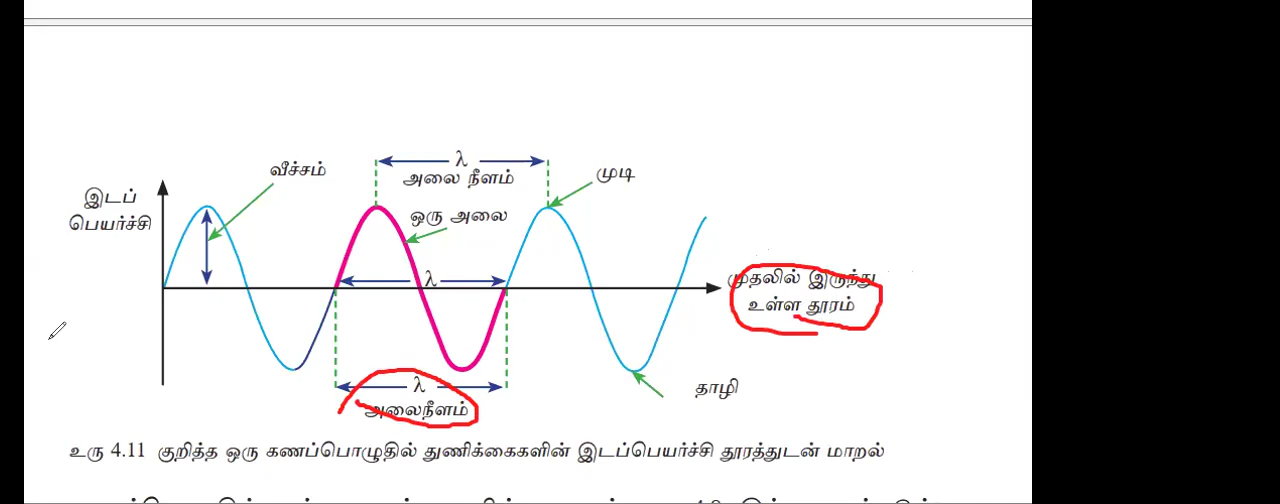 வீச்சம்
λ
அலை நீளம்
முடி
இடப்
பெயர்ச்சி
ஒரு அலை
λ
முதலில் இருந்து
உள்ள தூரம்
λ
அலைநீளம்
தாழி
உரு 4.11 குறித்த ஒரு கணப்பொழுதில் துணிக்கைகளின் இடப்பெயர்ச்சி தூரத்துடன் மாறல்